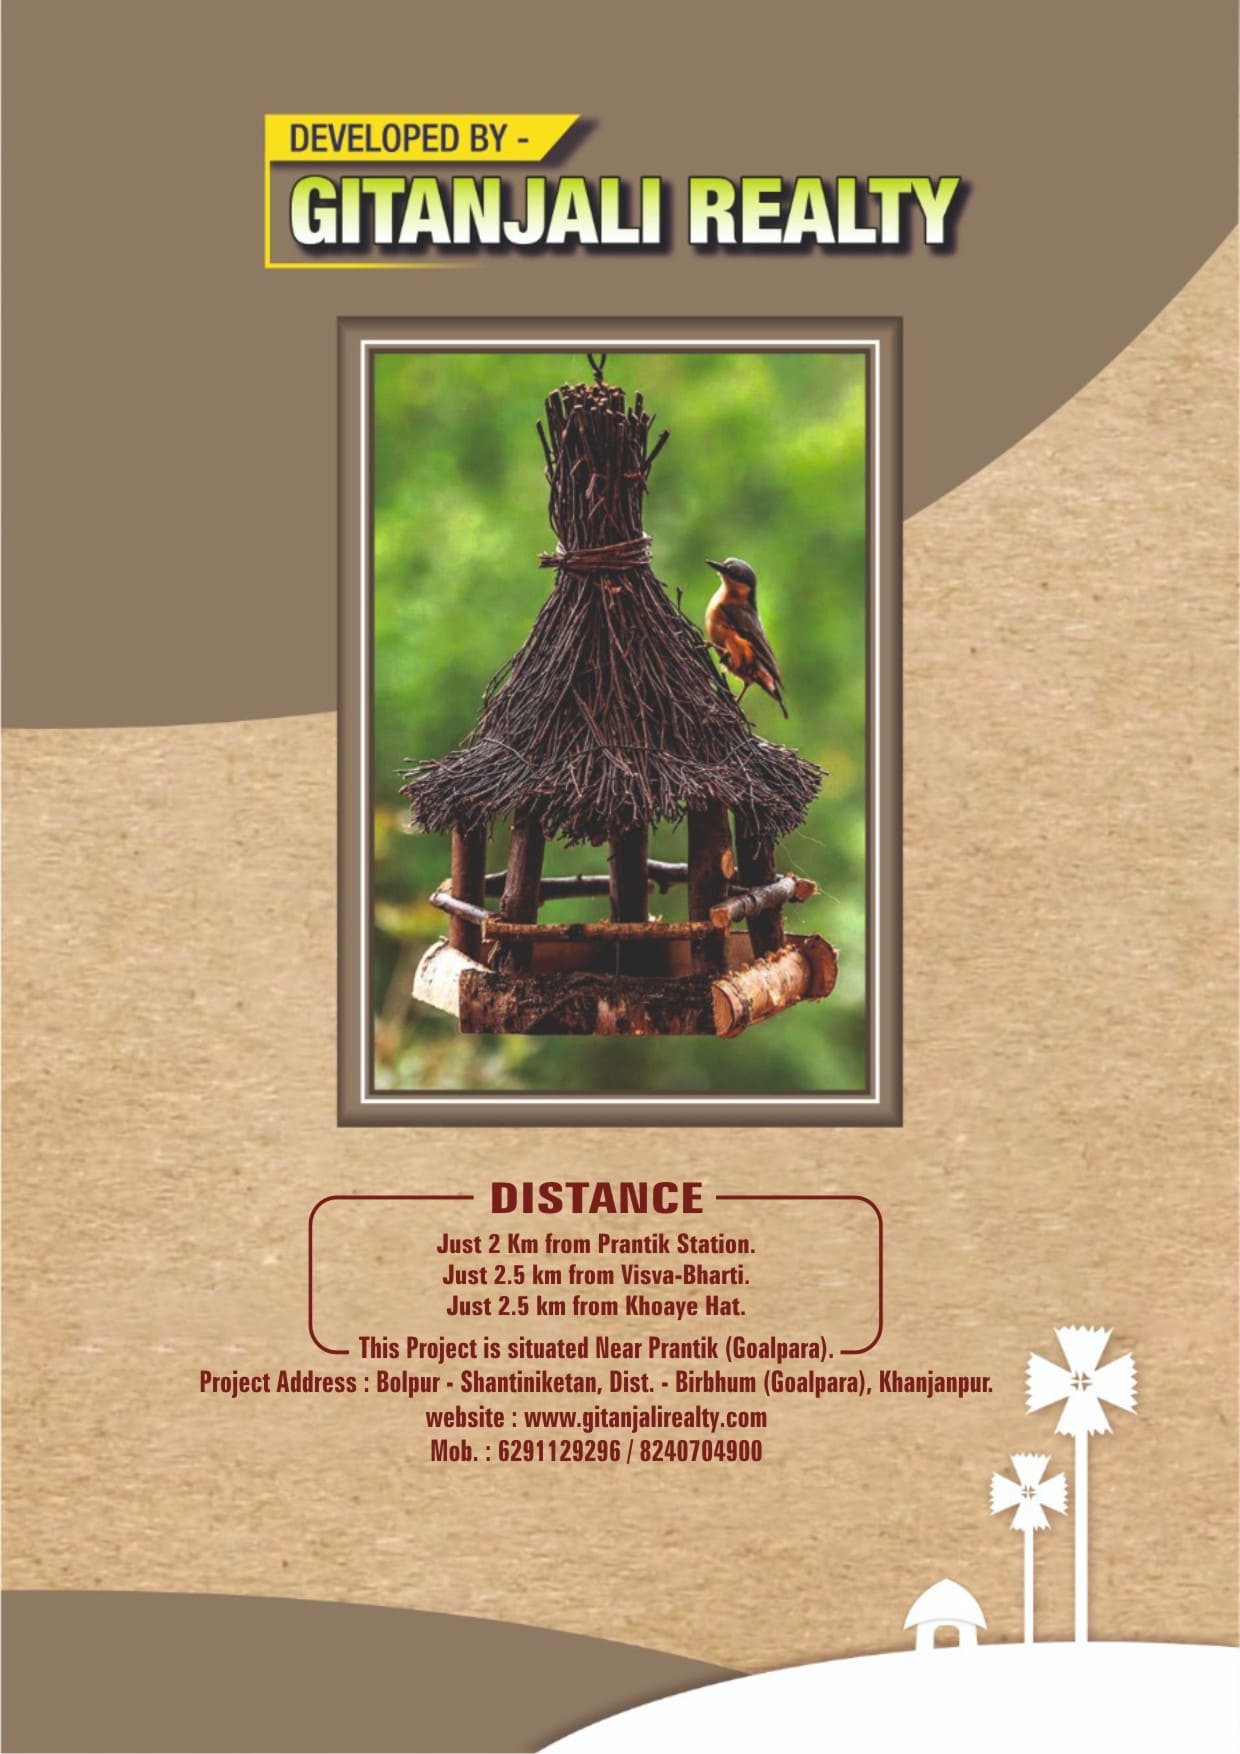 DEVELOPED BY -
GITANJALI REALTY
DISTANCE
Just 2 Km from Prantik Station.
Just 2.5 km from Visva-Bharti.
Just 2.5 km from Khoaye Hat.
This Project is situated Near Prantik (Goalpara).
Project Address : Bolpur - Shantiniketan, Dist. - Birbhum (Goalpara), Khanjanpur.
website : www.gitanjalirealty.com
Mob. : 6291129296 / 8240704900